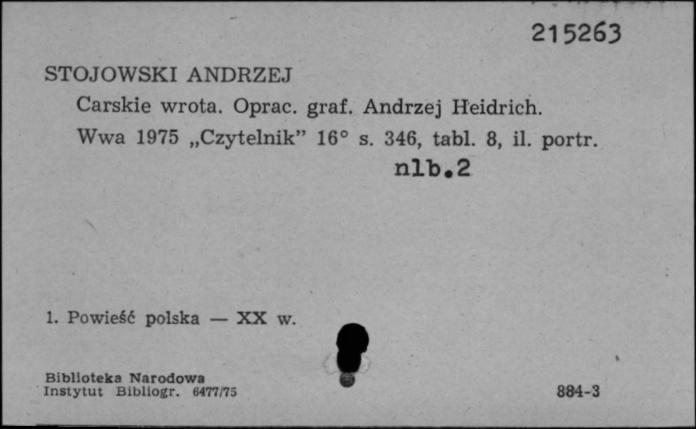 215263
STOJOWSKI ANDRZEJ
Carskie wrota. Oprac. graf. Andrzej Heidrich.
Wwa 1975 „Czytelnik” 16° s. 346, tabl. 8, il. portr.
nlb.2
1. Powieść polska — XX w.
Biblioteka Narodowa
Instytut Bibliogr. 6477/75
884-3